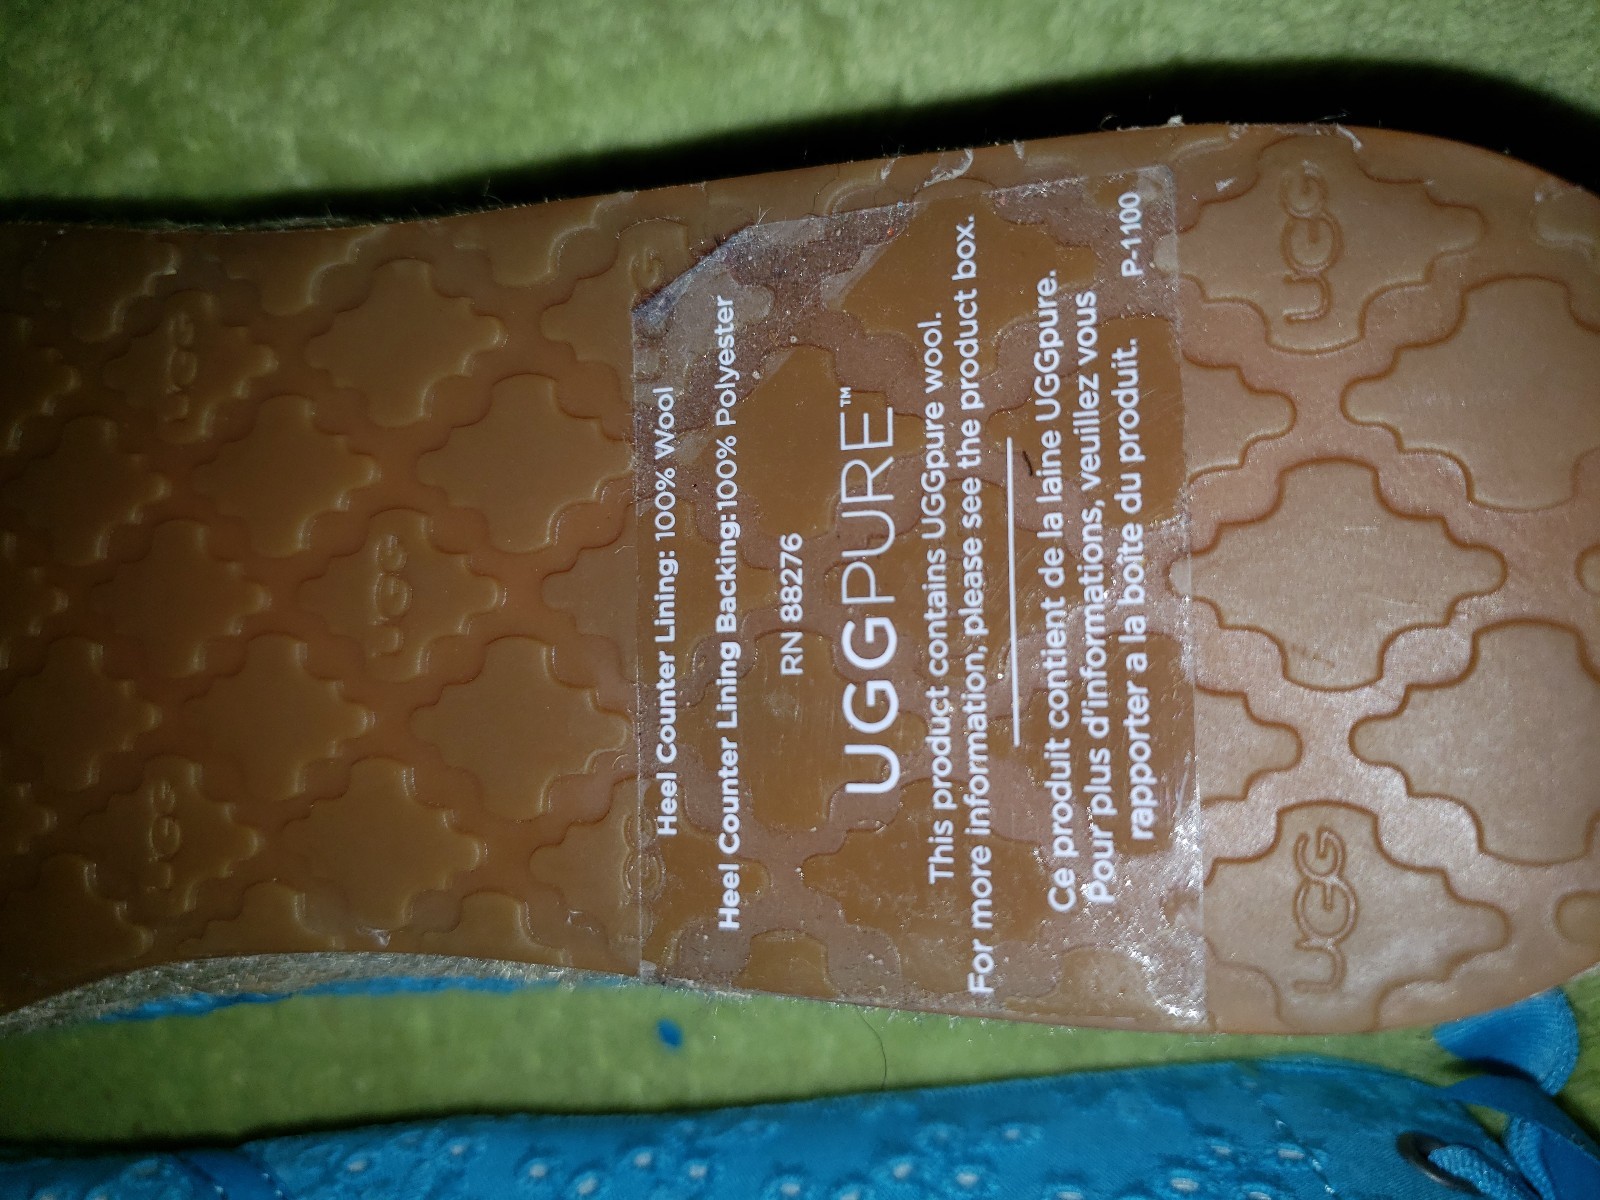 Heel Counter Lining: 100% Wool
Heel Counter Lining Backing:100% Polyester
RN 88276
UGGPURE™
This product contains UGGpure wool.
For more information, please see the product box.
Ce produit contient de la laine UGGpure.
Pour plus d'informations, veuillez vous
rapporter a la boîte du produit.
P-1100
UGG
UGG
UGG
UGG
UGG